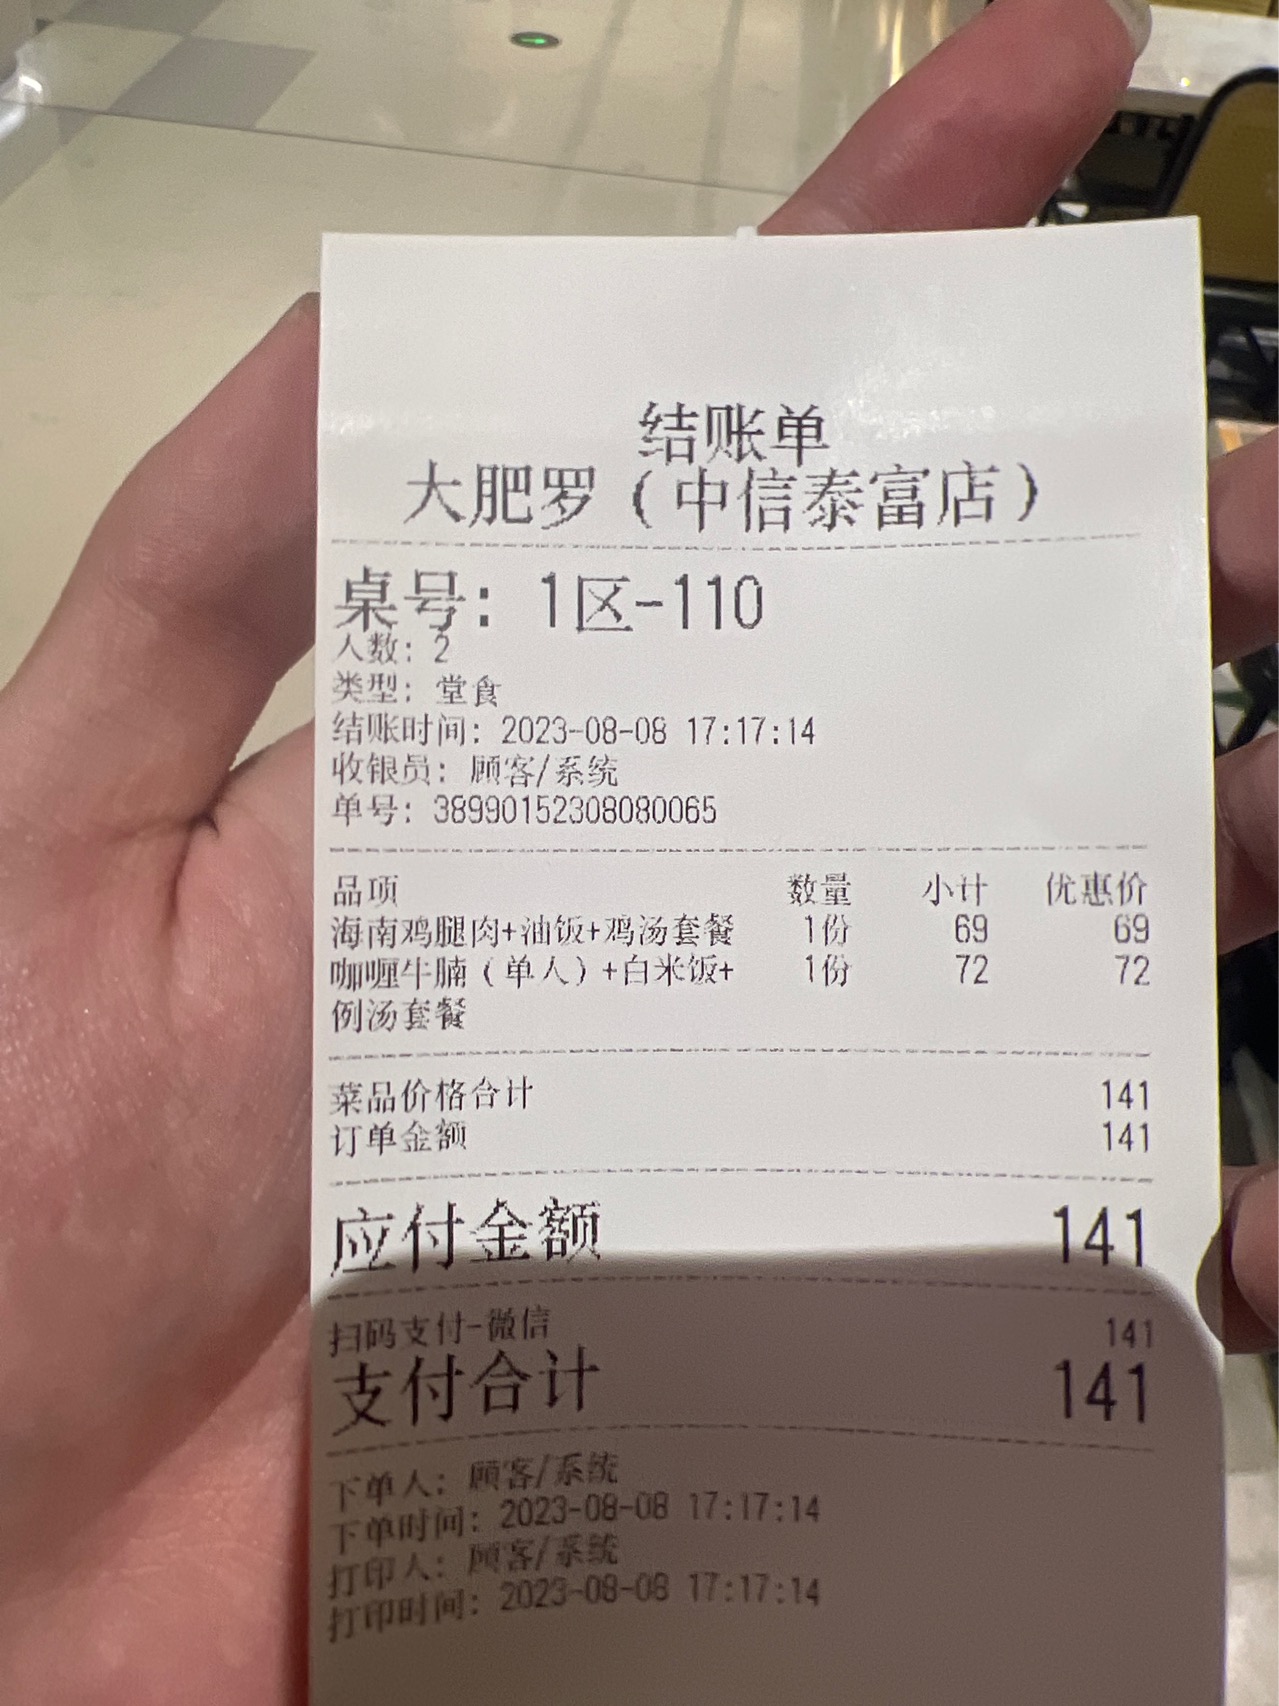 结账单
大肥罗（中信泰富店）
桌号：1区-110
人数：2
类型：堂食
结账时间：2023-08-08 17:17:14
收银员：顾客/系统
单号：38990152308080065
品项 数量 小计 优惠价
海南鸡腿肉+油饭+鸡汤套餐 1份 69 69
咖喱牛腩（单人）+白米饭+ 1份 72 72
例汤套餐
菜品价格合计 141
订单金额 141
应付金额 141
扫码支付-微信 141
支付合计 141
下单人：顾客/系统
下单时间：2023-08-08 17:17:14
打印人：顾客/系统
打印时间：2023-08-08 17:17:14